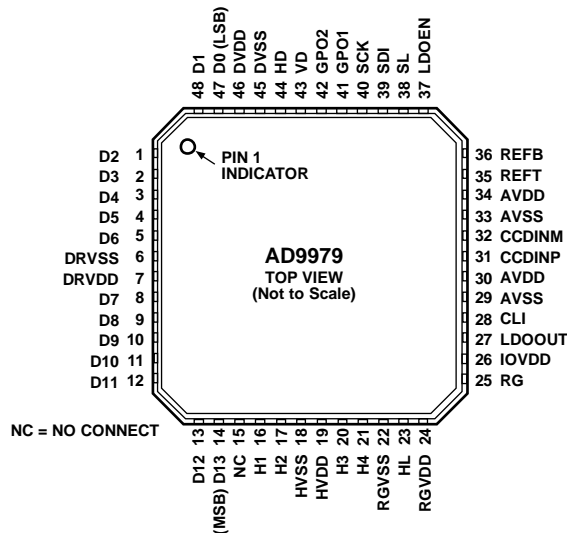 48 D1
47 D0 (LSB)
46 DVDD
45 DVSS
44 HD
43 VD
42 GPO2
41 GPO1
40 SCK
39 SDI
38 SL
37 LDOEN
D2 1
D3 2
D4 3
D5 4
D6 5
DRVSS 6
DRVDD 7
D7 8
D8 9
D9 10
D10 11
D11 12
PIN 1
INDICATOR
AD9979
TOP VIEW
(Not to Scale)
36 REFB
35 REFT
34 AVDD
33 AVSS
32 CCDINM
31 CCDINP
30 AVDD
29 AVSS
28 CLI
27 LDOOUT
26 IOVDD
25 RG
NC = NO CONNECT
D12 13
(MSB) D13 14
NC 15
H1 16
H2 17
HVSS 18
HVDD 19
H3 20
H4 21
RGVSS 22
HL 23
RGVDD 24